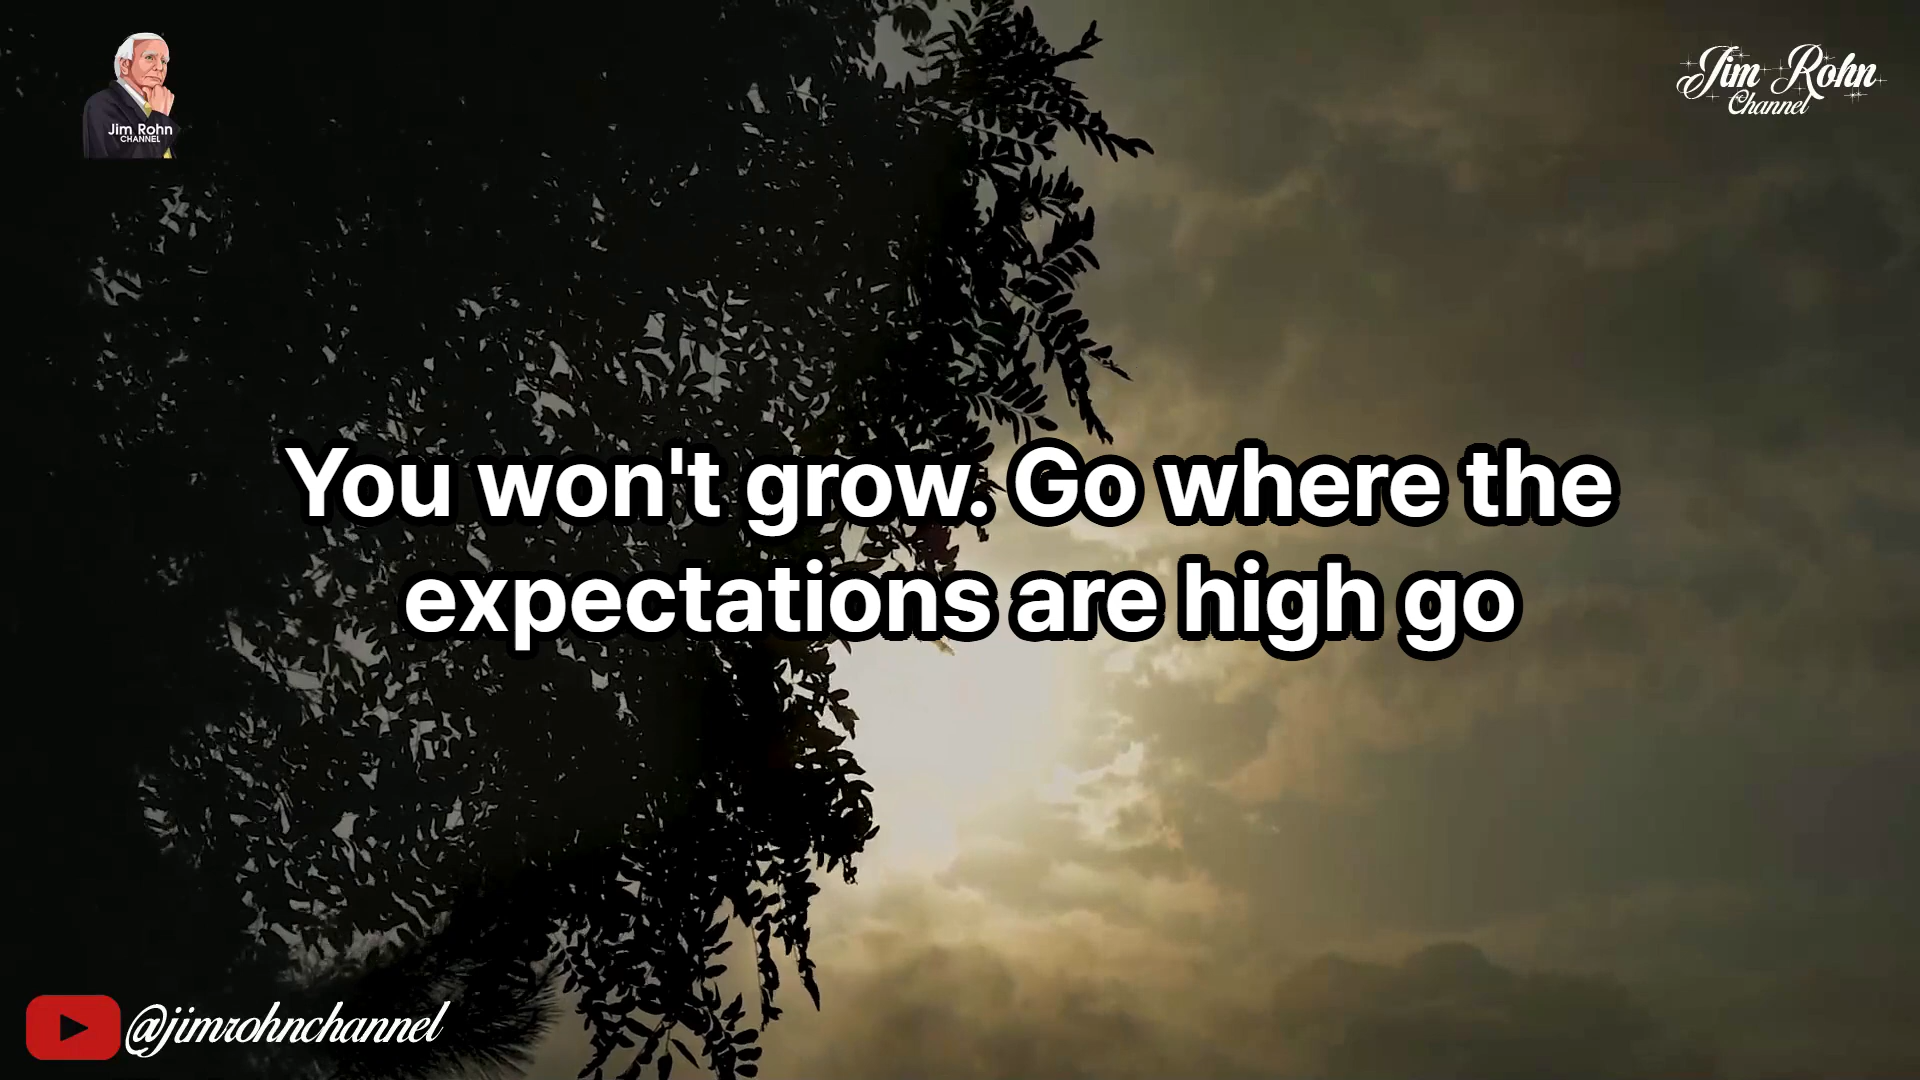 Jim Rohn
CHANNEL
Jim Rohn
Channel
You won't grow. Go where the
expectations are high go
@jimrohnchannel